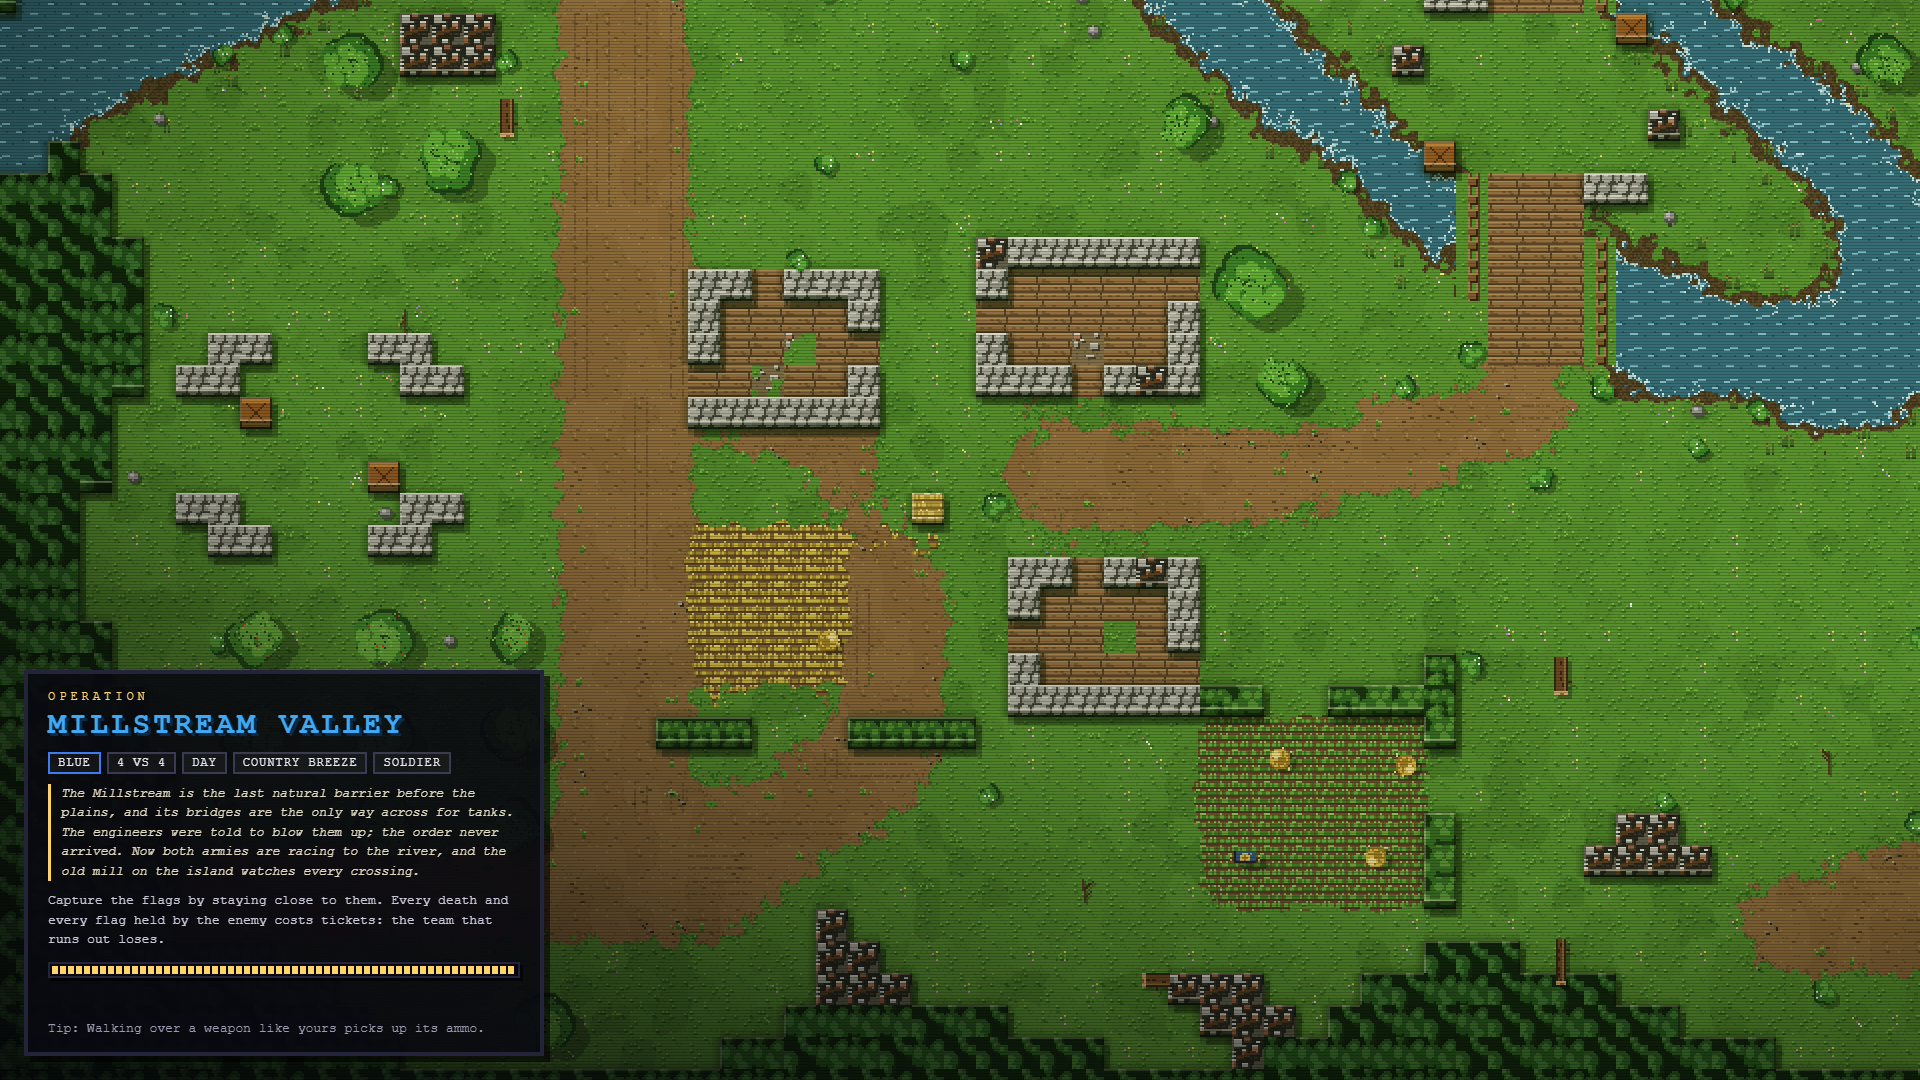 OPERATION
MILLSTREAM VALLEY
BLUE 4 VS 4 DAY COUNTRY BREEZE SOLDIER
The Millstream is the last natural barrier before the
plains, and its bridges are the only way across for tanks.
The engineers were told to blow them up; the order never
arrived. Now both armies are racing to the river, and the
old mill on the island watches every crossing.
Capture the flags by staying close to them. Every death and
every flag held by the enemy costs tickets: the team that
runs out loses.
Tip: Walking over a weapon like yours picks up its ammo.